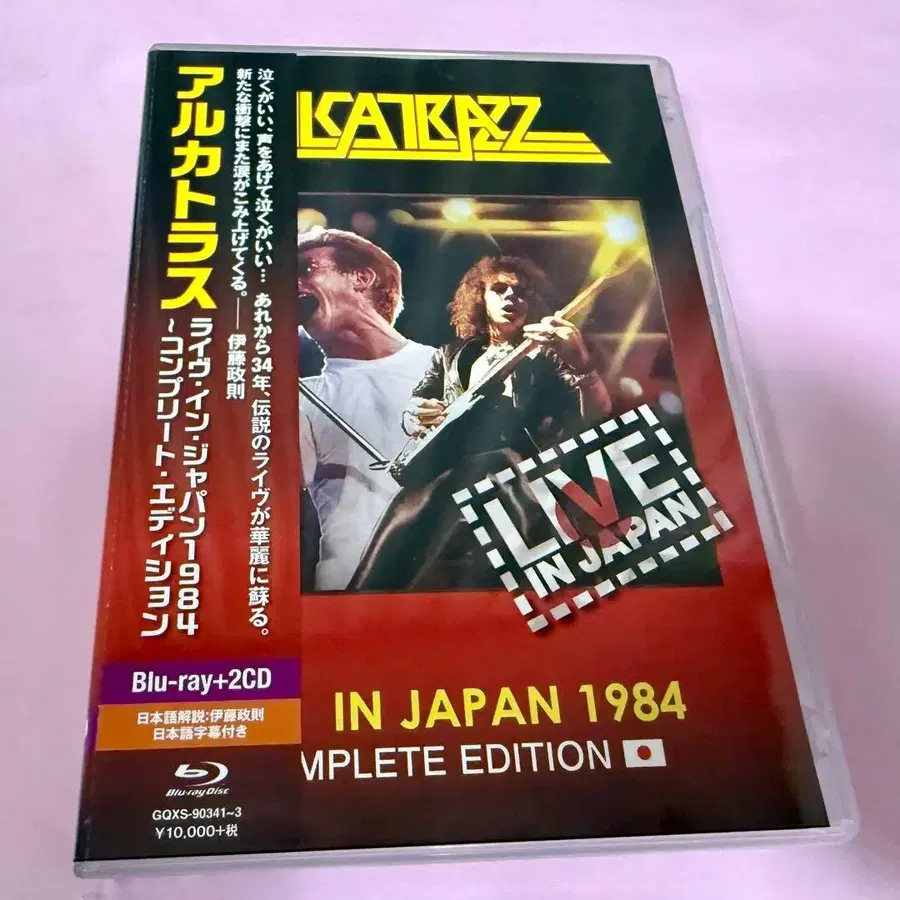 アルカトラス
ライヴ・イン・ジャパン1984
~コンプリート・エディション
泣くがいい、声をあげて泣くがいい… あれから34年、伝説のライヴが華麗に蘇る。
新たな衝撃にまた涙がこみ上げてくる。――伊藤政則
Blu-ray+2CD
日本語解説:伊藤政則
日本語字幕付き
Blu-ray Disc
GQXS-90341~3
¥10,000+税
LCATRAZZ
LIVE
IN JAPAN
IN JAPAN 1984
MPLETE EDITION